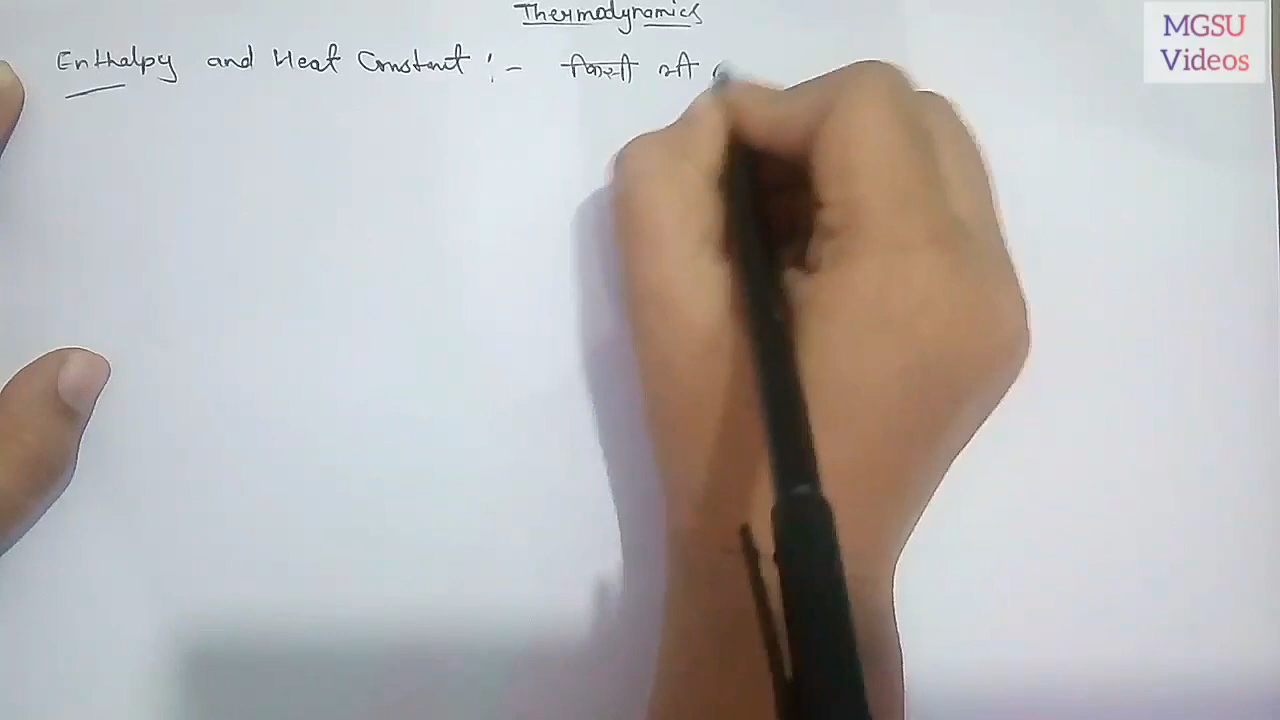 Thermodynamics
MGSU
Videos
Enthalpy and Heat Constent :- किसी भी